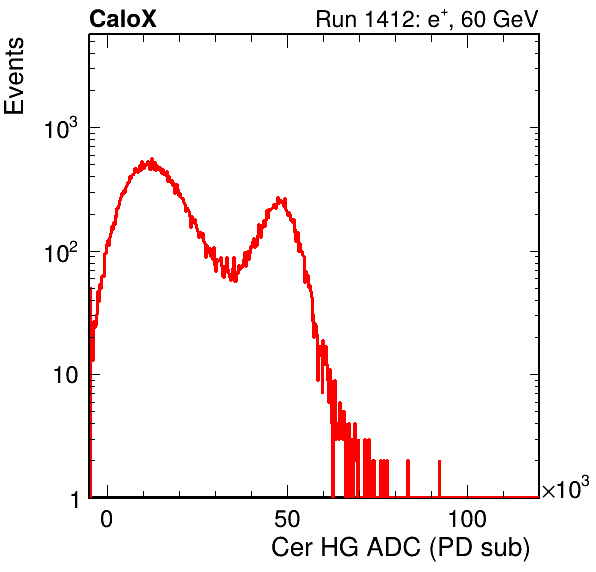 CaloX Run 1412: e⁺, 60 GeV
Events
10³
10²
10
1
0 50 100 ×10³
Cer HG ADC (PD sub)